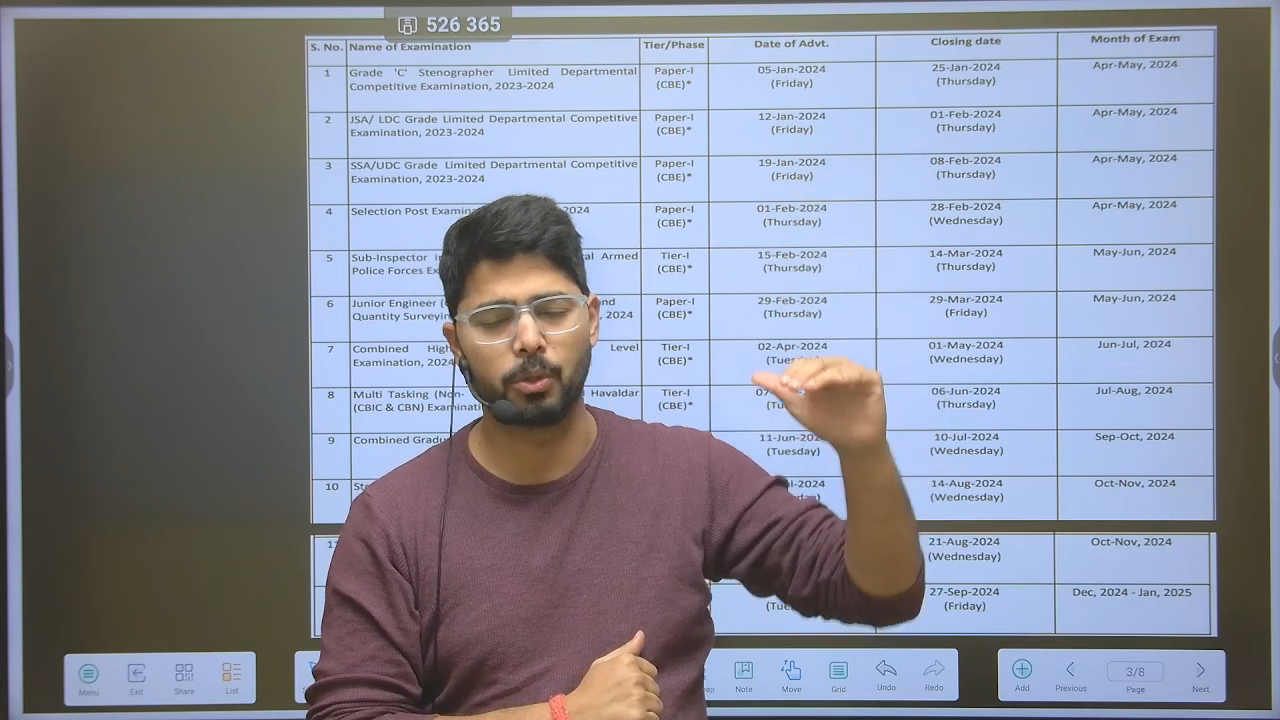 526 365
S. No. Name of Examination Tier/Phase Date of Advt. Closing date Month of Exam
1 Grade 'C' Stenographer Limited Departmental Paper-I 05-Jan-2024 25-Jan-2024 Apr-May, 2024
Competitive Examination, 2023-2024 (CBE)* (Friday) (Thursday)
2 JSA/ LDC Grade Limited Departmental Competitive Paper-I 12-Jan-2024 01-Feb-2024 Apr-May, 2024
Examination, 2023-2024 (CBE)* (Friday) (Thursday)
3 SSA/UDC Grade Limited Departmental Competitive Paper-I 19-Jan-2024 08-Feb-2024 Apr-May, 2024
Examination, 2023-2024 (CBE)* (Friday) (Thursday)
4 Selection Post 2024 Paper-I 01-Feb-2024 28-Feb-2024 Apr-May, 2024
(CBE)* (Thursday) (Wednesday)
5 Sub-Inspector Armed Tier-I 15-Feb-2024 14-Mar-2024 May-Jun, 2024
Police Forces (CBE)* (Thursday) (Thursday)
6 Junior Engineer Paper-I 29-Feb-2024 29-Mar-2024 May-Jun, 2024
Quantity , 2024 (CBE)* (Thursday) (Friday)
7 Combined Level Tier-I 02-Apr-2024 01-May-2024 Jun-Jul, 2024
Examination, 2024 (CBE)* (Wednesday)
8 Multi Tasking (Non- Havaldar Tier-I 06-Jun-2024 Jul-Aug, 2024
(CBIC & CBN) (CBE)* (Thursday)
9 Combined 11-Jun- 10-Jul-2024 Sep-Oct, 2024
(Tuesday) (Wednesday)
10 14-Aug-2024 Oct-Nov, 2024
(Wednesday)
21-Aug-2024 Oct-Nov, 2024
(Wednesday)
27-Sep-2024 Dec, 2024 - Jan, 2025
(Friday)
Menu Exit Share List Note Move Grid Undo Redo Add Previous 3/8 Page Next